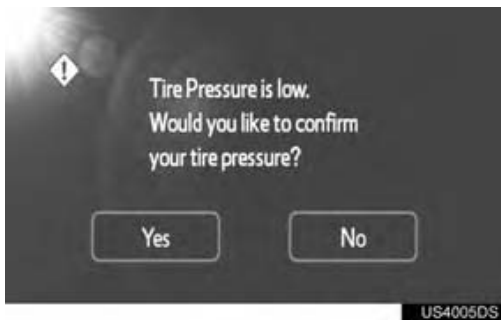 Tire Pressure is low.
Would you like to confirm
your tire pressure?
Yes No
US4005DS